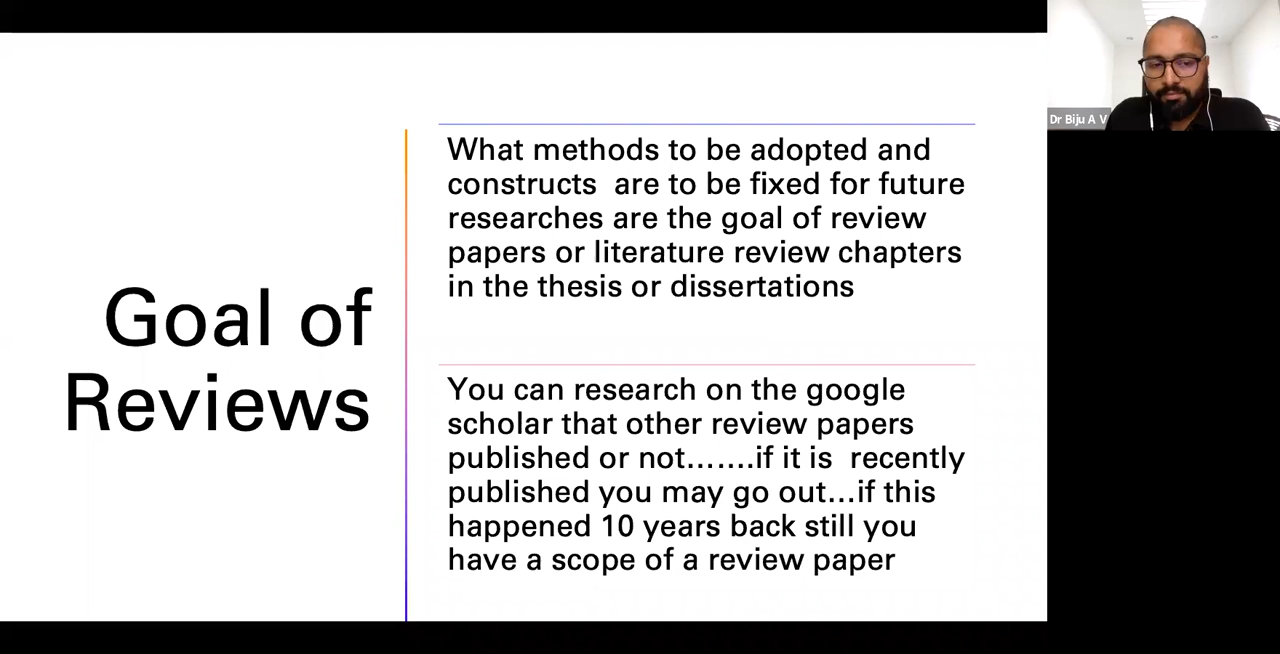 Goal of
Reviews
What methods to be adopted and
constructs  are to be fixed for future
researches are the goal of review
papers or literature review chapters
in the thesis or dissertations
You can research on the google
scholar that other review papers
published or not…….if it is  recently
published you may go out…if this
happened 10 years back still you
have a scope of a review paper
Dr Biju A V